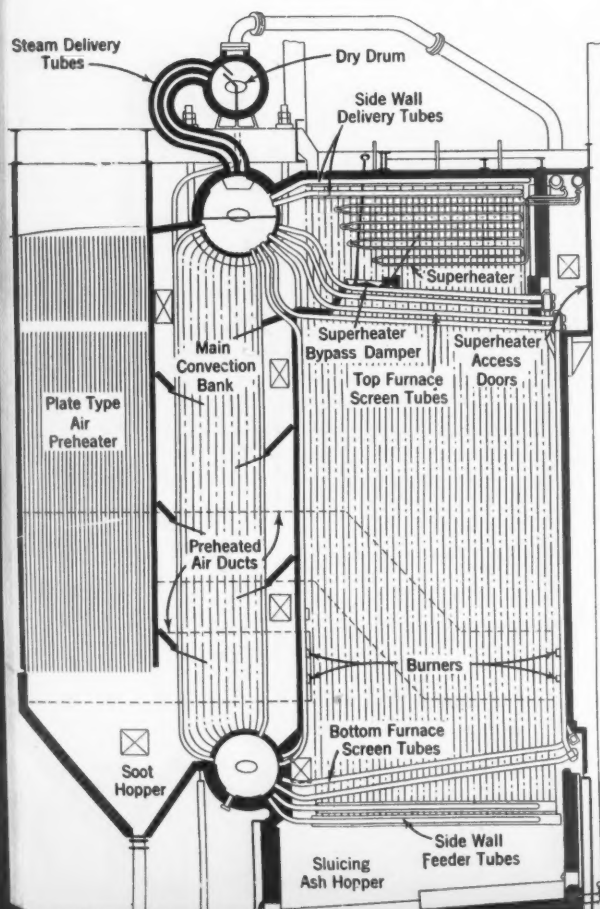 Steam Delivery
Tubes
Dry Drum
Side Wall
Delivery Tubes
Superheater
Superheater
Bypass Damper
Superheater
Access
Doors
Top Furnace
Screen Tubes
Main
Convection
Bank
Plate Type
Air
Preheater
Preheated
Air Ducts
Burners
Bottom Furnace
Screen Tubes
Soot
Hopper
Side Wall
Feeder Tubes
Sluicing
Ash Hopper